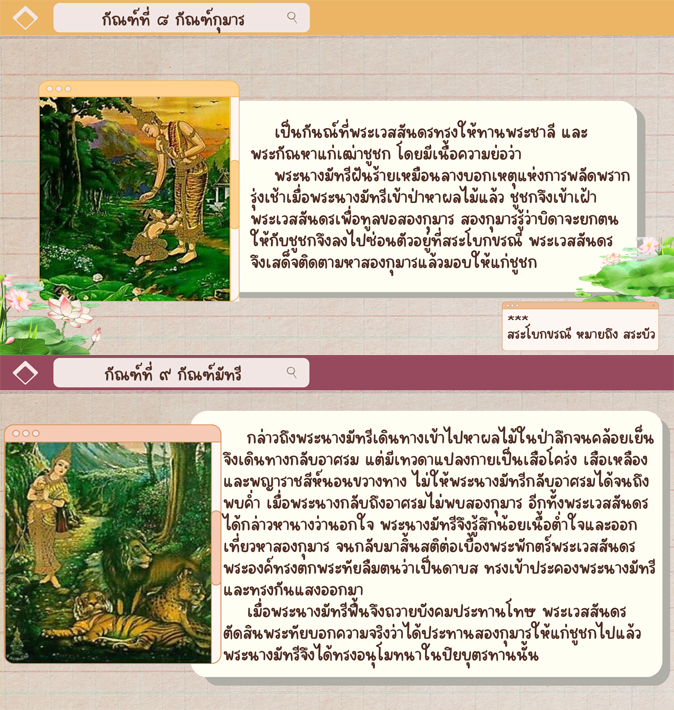 กัณฑ์ที่ ๘ กัณฑ์กุมาร
เป็นกันณ์ที่พระเวสสันดรทรงให้ทานพระชาลี และ
พระกัณหาแก่เฒ่าชูชก โดยมีเนื้อความย่อว่า
พระนางมัทรีฝันร้ายเหมือนลางบอกเหตุแห่งการพลัดพราก
รุ่งเช้าเมื่อพระนางมัทรีเข้าป่าหาผลไม้แล้ว ชูชกจึงเข้าเฝ้า
พระเวสสันดรเพื่อทูลขอสองกุมาร สองกุมารรู้ว่าบิดาจะยกตน
ให้กับชูชกจึงลงไปซ่อนตัวอยู่ที่สระโบกขรณี พระเวสสันดร
จึงเสด็จติดตามหาสองกุมารแล้วมอบให้แก่ชูชก
***
สระโบกขรณี หมายถึง สระบัว
กัณฑ์ที่ ๙ กัณฑ์มัทรี
กล่าวถึงพระนางมัทรีเดินทางเข้าไปหาผลไม้ในป่าลึกจนคล้อยเย็น
จึงเดินทางกลับอาศรม แต่มีเทวดาแปลงกายเป็นเสือโคร่ง เสือเหลือง
และพญาราชสีห์นอนขวางทาง ไม่ให้พระนางมัทรีกลับอาศรมได้จนถึง
พบค่ำ เมื่อพระนางกลับถึงอาศรมไม่พบสองกุมาร อีกทั้งพระเวสสันดร
ได้กล่าวหานางว่านอกใจ พระนางมัทรีจึงรู้สึกน้อยเนื้อต่ำใจและออก
เที่ยวหาสองกุมาร จนกลับมาสิ้นสติต่อเบื้องพระพักตร์พระเวสสันดร
พระองค์ทรงตกพระทัยลืมตนว่าเป็นดาบส ทรงเข้าประคองพระนางมัทรี
และทรงกันแสงออกมา
เมื่อพระนางมัทรีฟื้นจึงถวายบังคมประทานโทษ พระเวสสันดร
ตัดสินพระทัยบอกความจริงว่าได้ประทานสองกุมารให้แก่ชูชกไปแล้ว
พระนางมัทรีจึงได้ทรงอนุโมทนาในปิยบุตรทานนั้น